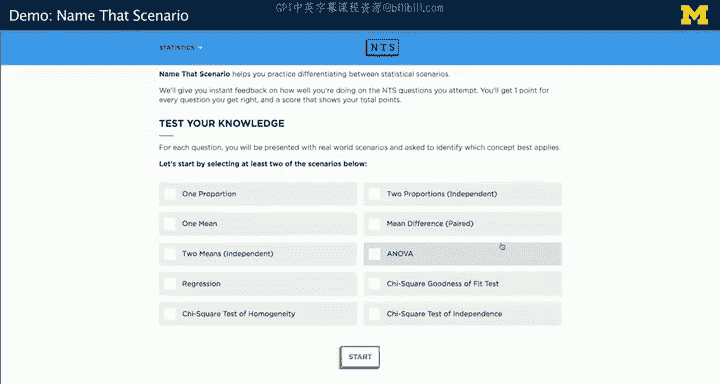 Demo: Name That Scenario
GPT中英字幕课程资源@bilibili.com
M
STATISTICS
NTS
Name That Scenario helps you practice differentiating between statistical scenarios.
We'll give you instant feedback on how well you're doing on the NTS questions you attempt. You'll get 1 point for
every question you get right, and a score that shows your total points.
TEST YOUR KNOWLEDGE
For each question, you will be presented with real world scenarios and asked to identify which concept best applies.
Let's start by selecting at least two of the scenarios below:
One Proportion
Two Proportions (Independent)
One Mean
Mean Difference (Paired)
Two Means (Independent)
ANOVA
Regression
Chi-Square Goodness of Fit Test
Chi-Square Test of Homogeneity
Chi-Square Test of Independence
START